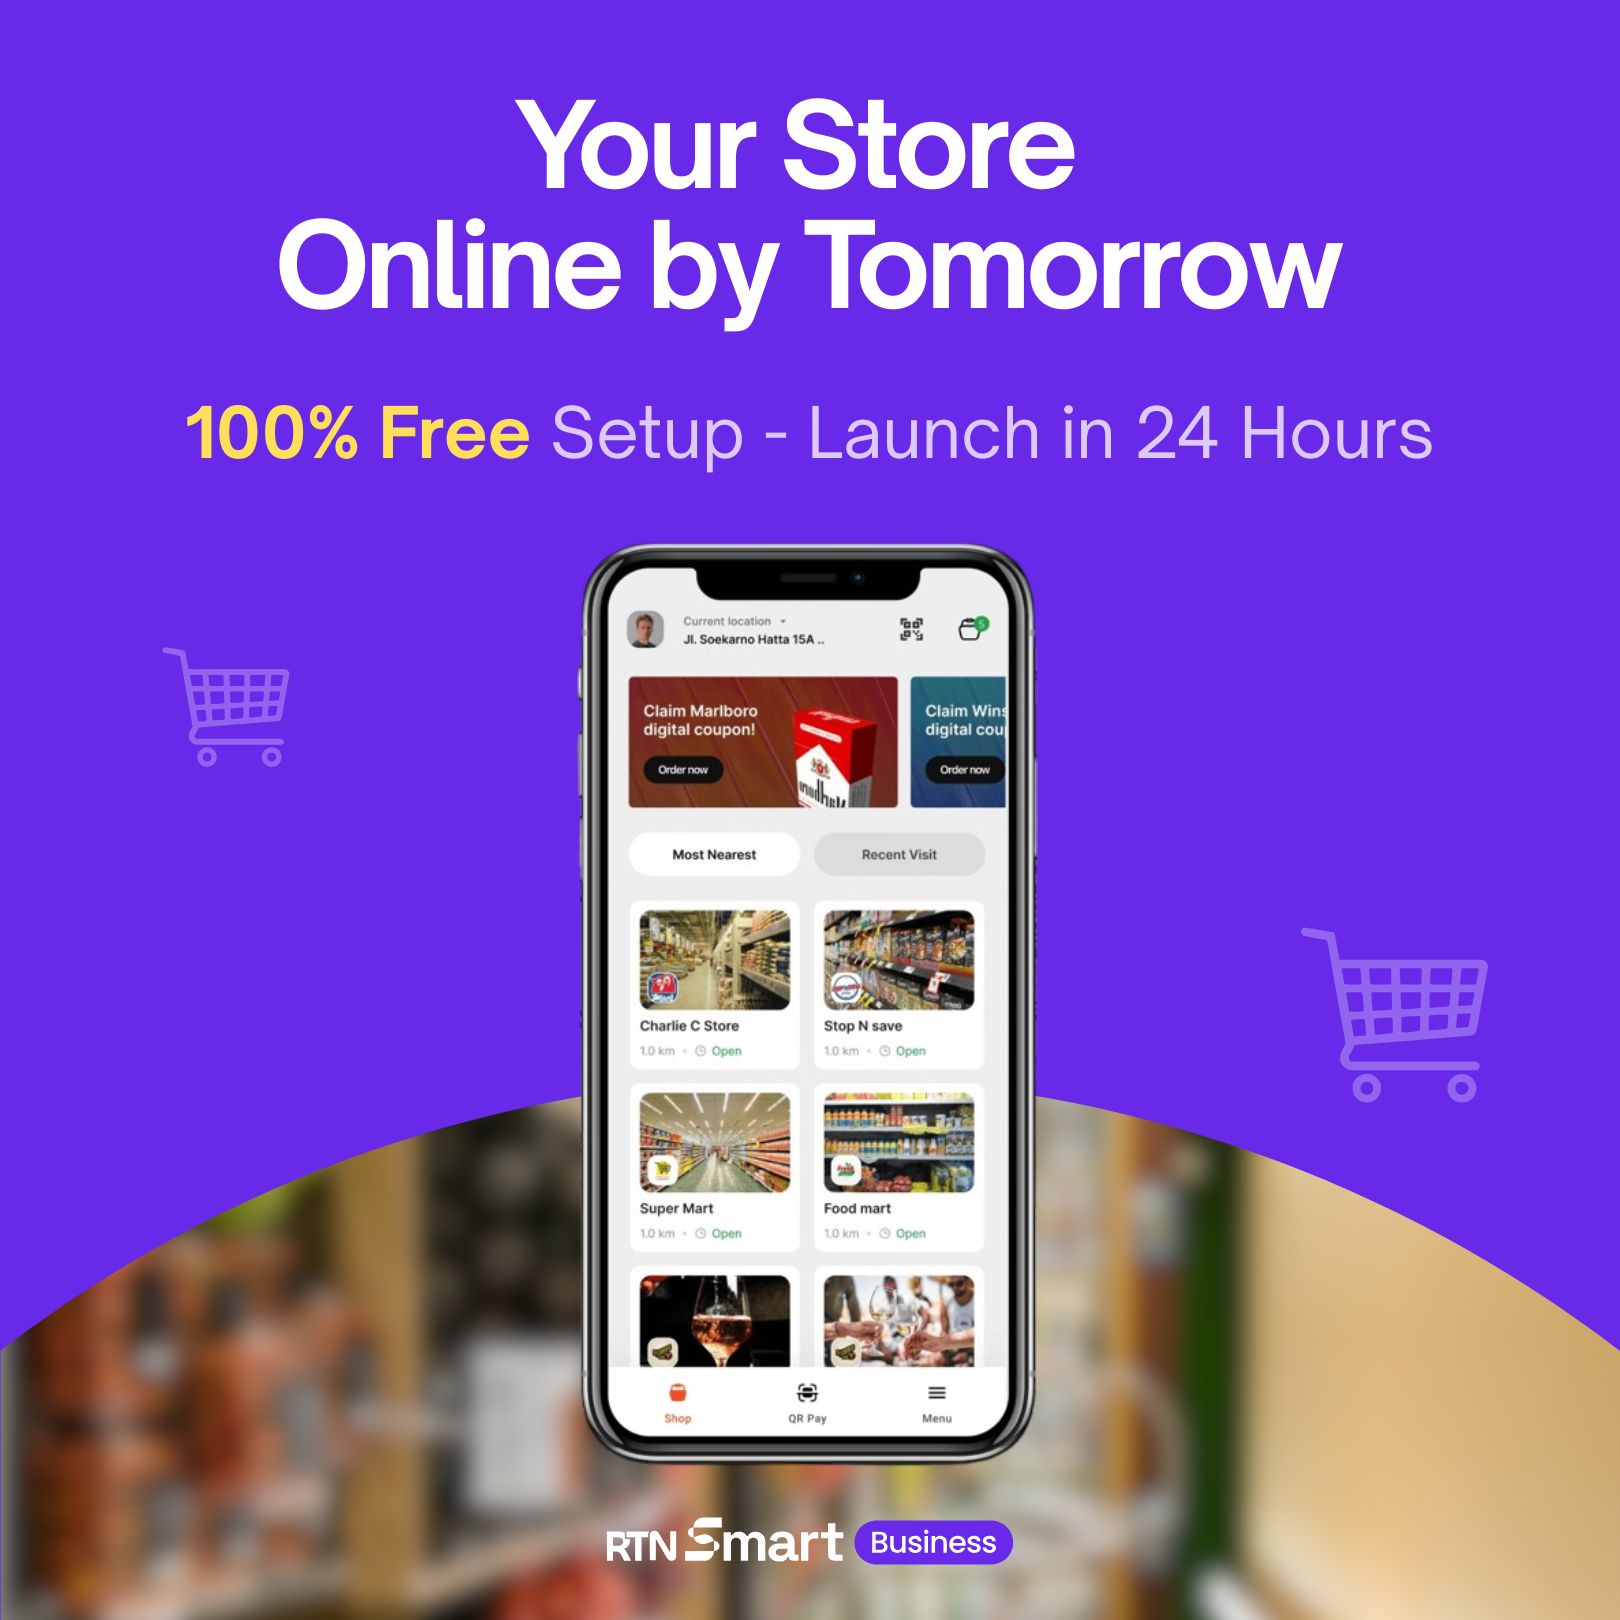 Your Store
Online by Tomorrow
100% Free Setup - Launch in 24 Hours
Current location
Jl. Soekarno Hatta 15A ..
5
Claim Marlboro
digital coupon!
Order now
Claim Wins
digital cou
Order now
Most Nearest
Recent Visit
Charlie C Store
1.0 km • Open
Stop N save
1.0 km • Open
Super Mart
1.0 km • Open
Food mart
1.0 km • Open
Shop
QR Pay
Menu
RTN Smart Business